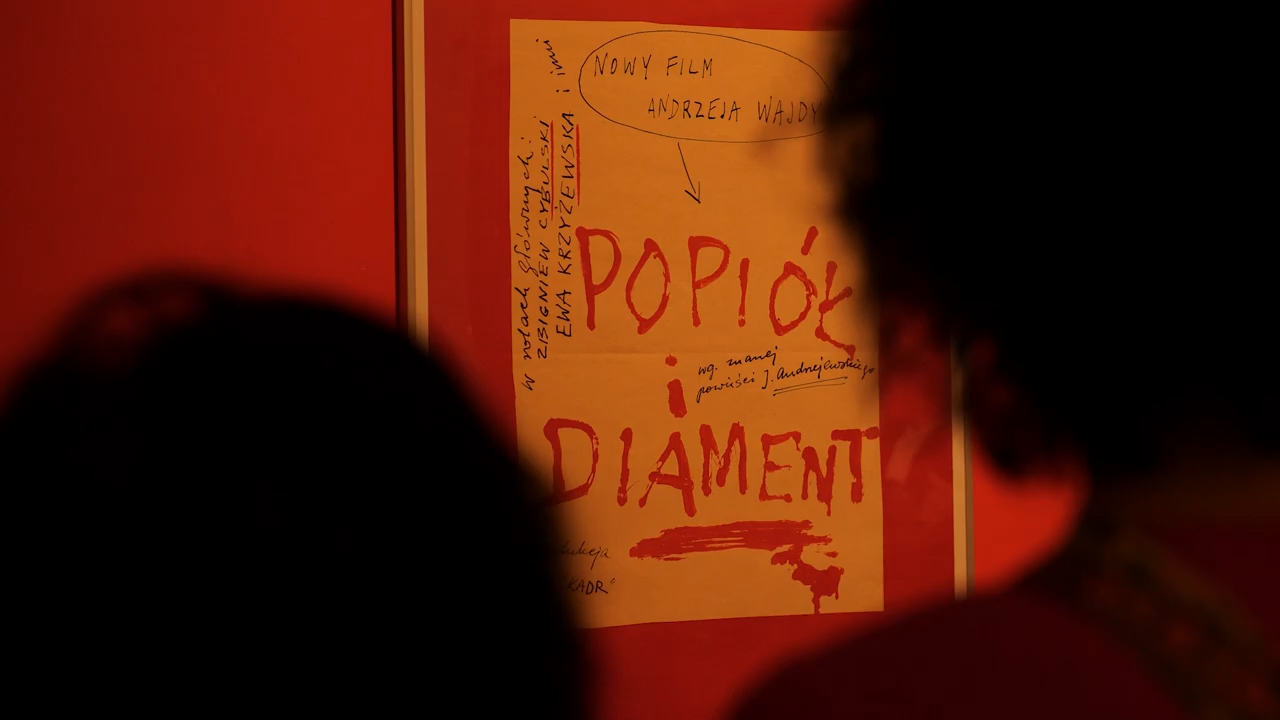 NOWY FILM
ANDRZEJA WAJDY
w rolach głównych:
ZBIGNIEW CYBULSKI
EWA KRZYŻEWSKA i inni
POPIÓŁ
i
wg. znanej
powieści J. Andrzejewskiego
DIAMENT
KADR"